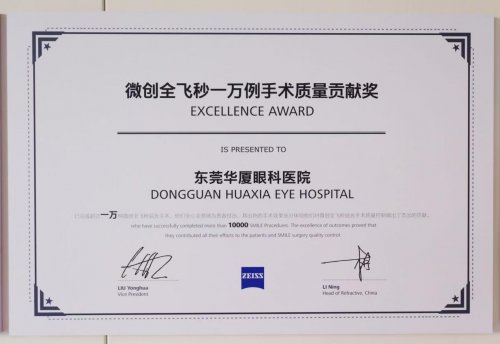 微创全飞秒一万例手术质量贡献奖
EXCELLENCE AWARD
IS PRESENTED TO
东莞华厦眼科医院
DONGGUAN HUAXIA EYE HOSPITAL
一万
who have successfully completed more than 10000 SMILE Procedures. The excellence of outcomes proved that
they contributed all their efforts to the patients and SMILE surgery quality control.
LIU Yonghua
Vice President
ZEISS
LI Ning
Head of Refractive, China